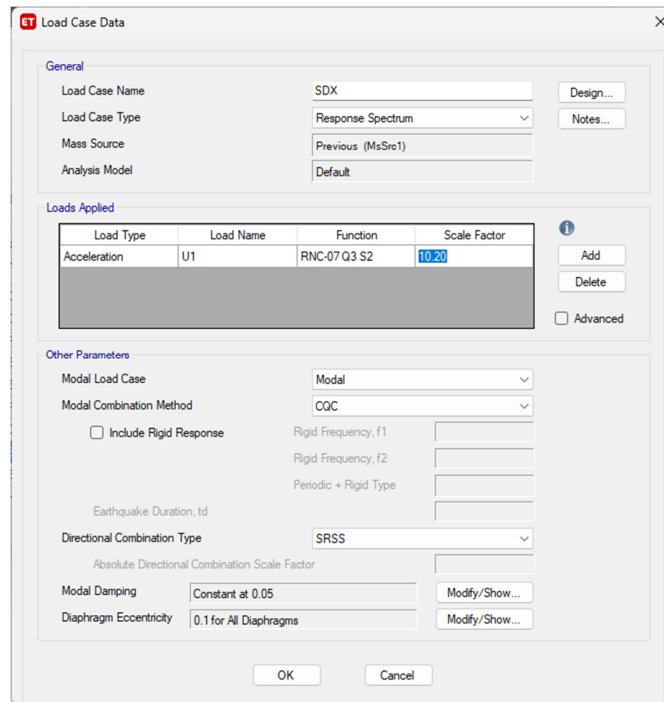 ET Load Case Data
General
Load Case Name SDX Design...
Load Case Type Response Spectrum Notes...
Mass Source Previous (MsSrc1)
Analysis Model Default
Loads Applied
Load Type Load Name Function Scale Factor
Acceleration U1 RNC-07 Q3 S2 10.20 Add
Delete
Advanced
Other Parameters
Modal Load Case Modal
Modal Combination Method CQC
Include Rigid Response Rigid Frequency, f1
Rigid Frequency, f2
Periodic + Rigid Type
Earthquake Duration, td
Directional Combination Type SRSS
Absolute Directional Combination Scale Factor
Modal Damping Constant at 0.05 Modify/Show...
Diaphragm Eccentricity 0.1 for All Diaphragms Modify/Show...
OK Cancel